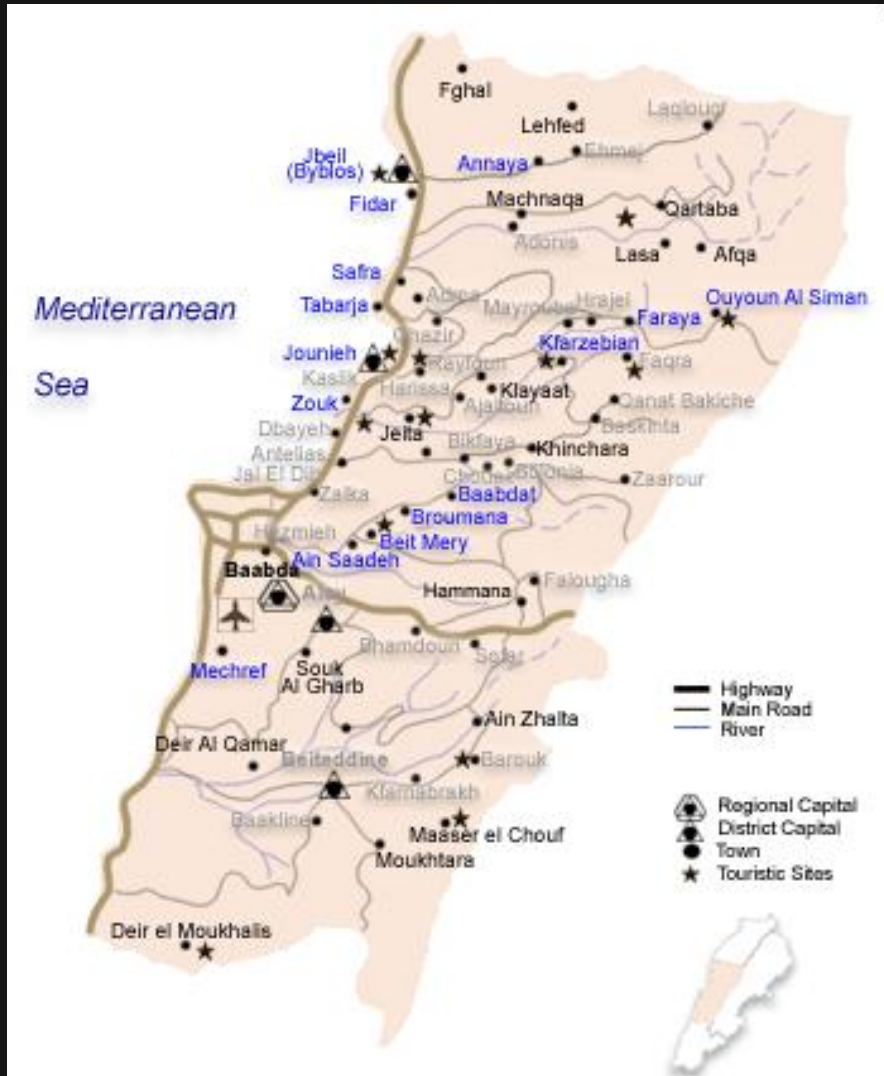 Fghal
Lehfed
Laqlouq
Ehmej
Annaya
Jbeil
(Byblos)
Fidar
Machnaqa
Qartaba
Adonis
Lasa
Afqa
Safra
Tabarja
Adma
Mayrouba
Hrajel
Ouyoun Al Siman
Faraya
Mediterranean
Sea
Ghazir
Jounieh
Kfarzebian
Rayfoun
Faqra
Kaslik
Harissa
Klayaat
Zouk
Ajaltoun
Qanat Bakiche
Baskinta
Dbayeh
Jeita
Bikfaya
Khinchara
Antelias
Jal El Dib
Bolonia
Zaarour
Zalka
Baabdat
Broumana
Hazmieh
Beit Mery
Ain Saadeh
Baabda
Aley
Hammana
Falougha
Bhamdoun
Sofar
Mechref
Souk
Al Gharb
Ain Zhalta
Deir Al Qamar
Beiteddine
Barouk
Baakline
Maaser el Chouf
Moukhtara
Deir el Moukhalis
Highway
Main Road
River
Regional Capital
District Capital
Town
Touristic Sites